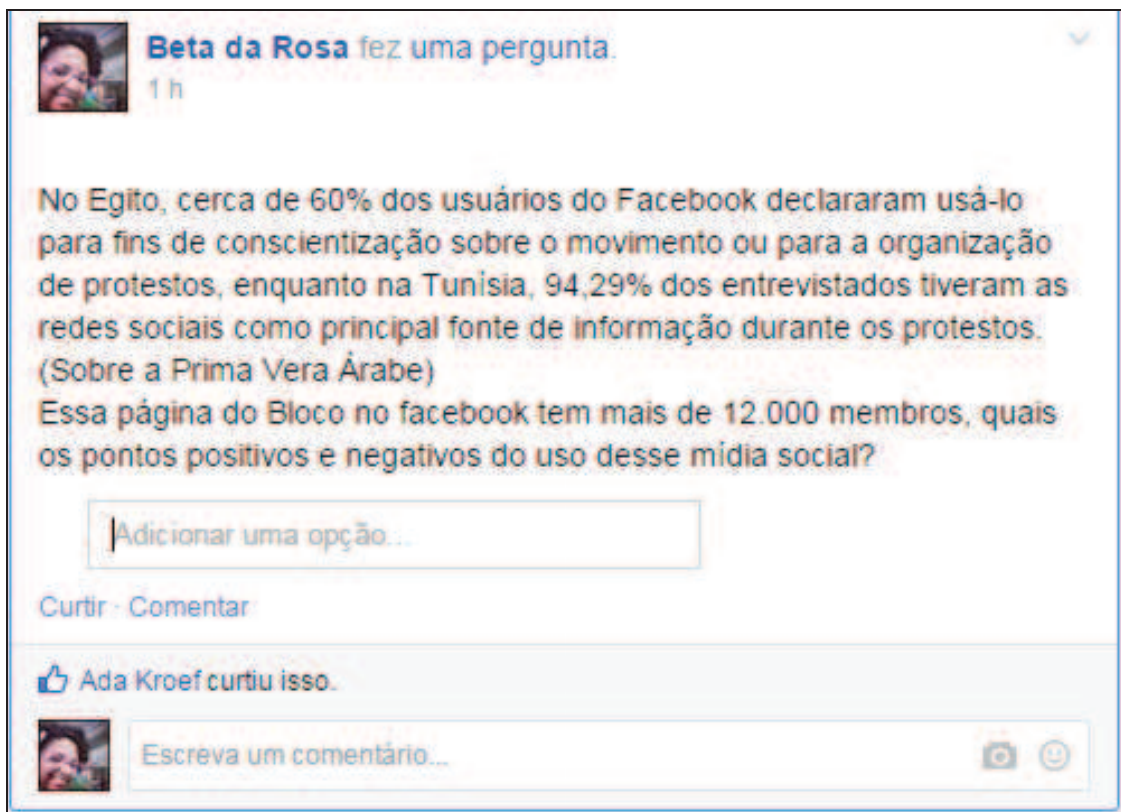 Beta da Rosa fez uma pergunta.
1 h
No Egito, cerca de 60% dos usuários do Facebook declararam usá-lo
para fins de conscientização sobre o movimento ou para a organização
de protestos, enquanto na Tunísia, 94,29% dos entrevistados tiveram as
redes sociais como principal fonte de informação durante os protestos.
(Sobre a Prima Vera Árabe)
Essa página do Bloco no facebook tem mais de 12.000 membros, quais
os pontos positivos e negativos do uso desse mídia social?
Adicionar uma opção...
Curtir · Comentar
Ada Kroef curtiu isso.
Escreva um comentário...